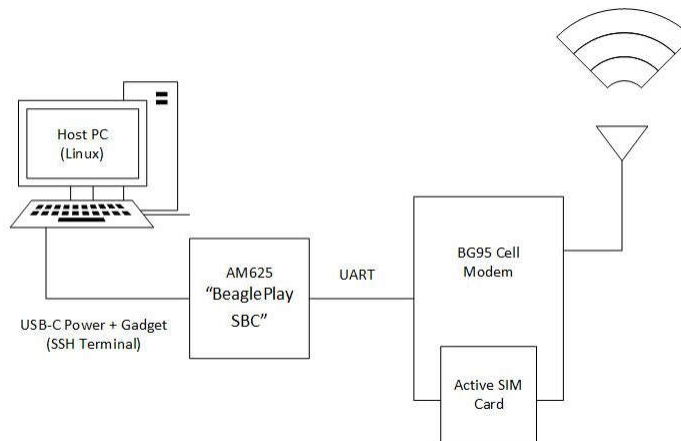 Host PC
(Linux)
AM625
“BeaglePlay
SBC”
UART
BG95 Cell
Modem
USB-C Power + Gadget
(SSH Terminal)
Active SIM
Card